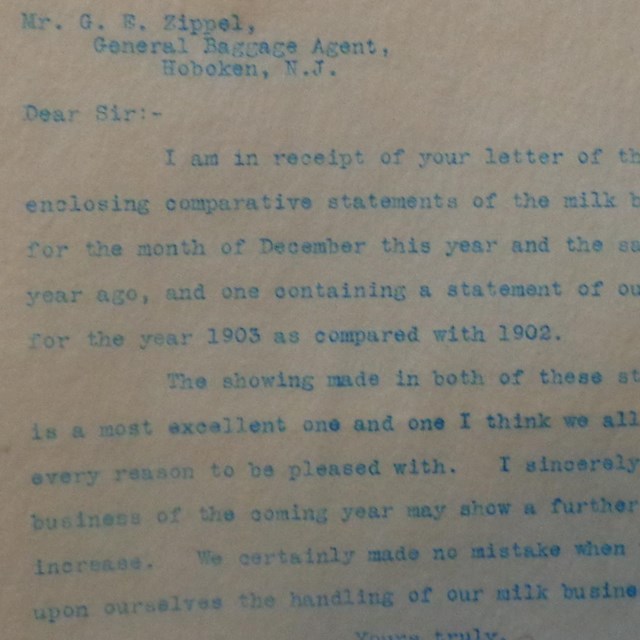 Mr. G. E. Zippel,
General Baggage Agent,
Hoboken, N.J.
Dear Sir:-
I am in receipt of your letter of th
enclosing comparative statements of the milk b
for the month of December this year and the sa
year ago, and one containing a statement of ou
for the year 1903 as compared with 1902.
The showing made in both of these st
is a most excellent one and one I think we all
every reason to be pleased with. I sincerely
business of the coming year may show a further
increase. We certainly made no mistake when
upon ourselves the handling of our milk busine
Yours truly,